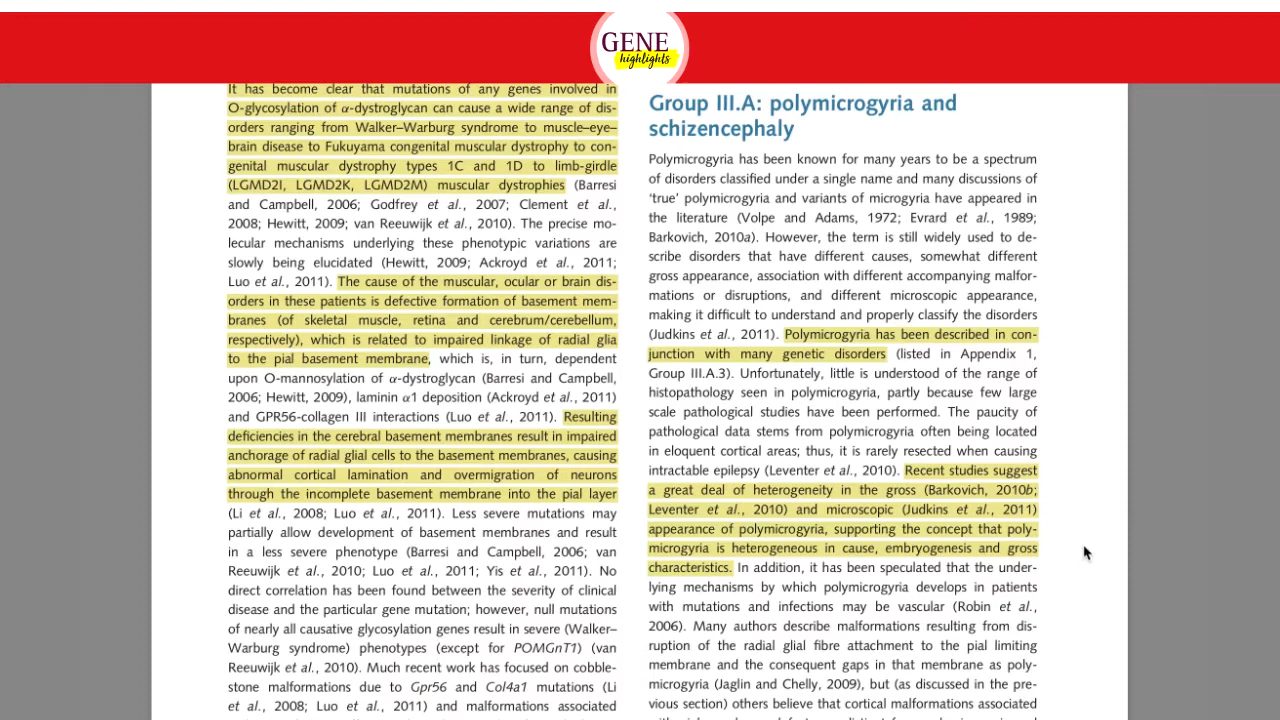 GENE
highlights
It has become clear that mutations of any genes involved in
O-glycosylation of α-dystroglycan can cause a wide range of dis-
orders ranging from Walker–Warburg syndrome to muscle–eye–
brain disease to Fukuyama congenital muscular dystrophy to con-
genital muscular dystrophy types 1C and 1D to limb-girdle
(LGMD2I, LGMD2K, LGMD2M) muscular dystrophies (Barresi
and Campbell, 2006; Godfrey et al., 2007; Clement et al.,
2008; Hewitt, 2009; van Reeuwijk et al., 2010). The precise mo-
lecular mechanisms underlying these phenotypic variations are
slowly being elucidated (Hewitt, 2009; Ackroyd et al., 2011;
Luo et al., 2011). The cause of the muscular, ocular or brain dis-
orders in these patients is defective formation of basement mem-
branes (of skeletal muscle, retina and cerebrum/cerebellum,
respectively), which is related to impaired linkage of radial glia
to the pial basement membrane, which is, in turn, dependent
upon O-mannosylation of α-dystroglycan (Barresi and Campbell,
2006; Hewitt, 2009), laminin α1 deposition (Ackroyd et al., 2011)
and GPR56-collagen III interactions (Luo et al., 2011). Resulting
deficiencies in the cerebral basement membranes result in impaired
anchorage of radial glial cells to the basement membranes, causing
abnormal cortical lamination and overmigration of neurons
through the incomplete basement membrane into the pial layer
(Li et al., 2008; Luo et al., 2011). Less severe mutations may
partially allow development of basement membranes and result
in a less severe phenotype (Barresi and Campbell, 2006; van
Reeuwijk et al., 2010; Luo et al., 2011; Yis et al., 2011). No
direct correlation has been found between the severity of clinical
disease and the particular gene mutation; however, null mutations
of nearly all causative glycosylation genes result in severe (Walker–
Warburg syndrome) phenotypes (except for POMGnT1) (van
Reeuwijk et al., 2010). Much recent work has focused on cobble-
stone malformations due to Gpr56 and Col4a1 mutations (Li
et al., 2008; Luo et al., 2011) and malformations associated
Group III.A: polymicrogyria and
schizencephaly
Polymicrogyria has been known for many years to be a spectrum
of disorders classified under a single name and many discussions of
‘true’ polymicrogyria and variants of microgyria have appeared in
the literature (Volpe and Adams, 1972; Evrard et al., 1989;
Barkovich, 2010a). However, the term is still widely used to de-
scribe disorders that have different causes, somewhat different
gross appearance, association with different accompanying malfor-
mations or disruptions, and different microscopic appearance,
making it difficult to understand and properly classify the disorders
(Judkins et al., 2011). Polymicrogyria has been described in con-
junction with many genetic disorders (listed in Appendix 1,
Group III.A.3). Unfortunately, little is understood of the range of
histopathology seen in polymicrogyria, partly because few large
scale pathological studies have been performed. The paucity of
pathological data stems from polymicrogyria often being located
in eloquent cortical areas; thus, it is rarely resected when causing
intractable epilepsy (Leventer et al., 2010). Recent studies suggest
a great deal of heterogeneity in the gross (Barkovich, 2010b;
Leventer et al., 2010) and microscopic (Judkins et al., 2011)
appearance of polymicrogyria, supporting the concept that poly-
microgyria is heterogeneous in cause, embryogenesis and gross
characteristics. In addition, it has been speculated that the under-
lying mechanisms by which polymicrogyria develops in patients
with mutations and infections may be vascular (Robin et al.,
2006). Many authors describe malformations resulting from dis-
ruption of the radial glial fibre attachment to the pial limiting
membrane and the consequent gaps in that membrane as poly-
microgyria (Jaglin and Chelly, 2009), but (as discussed in the pre-
vious section) others believe that cortical malformations associated